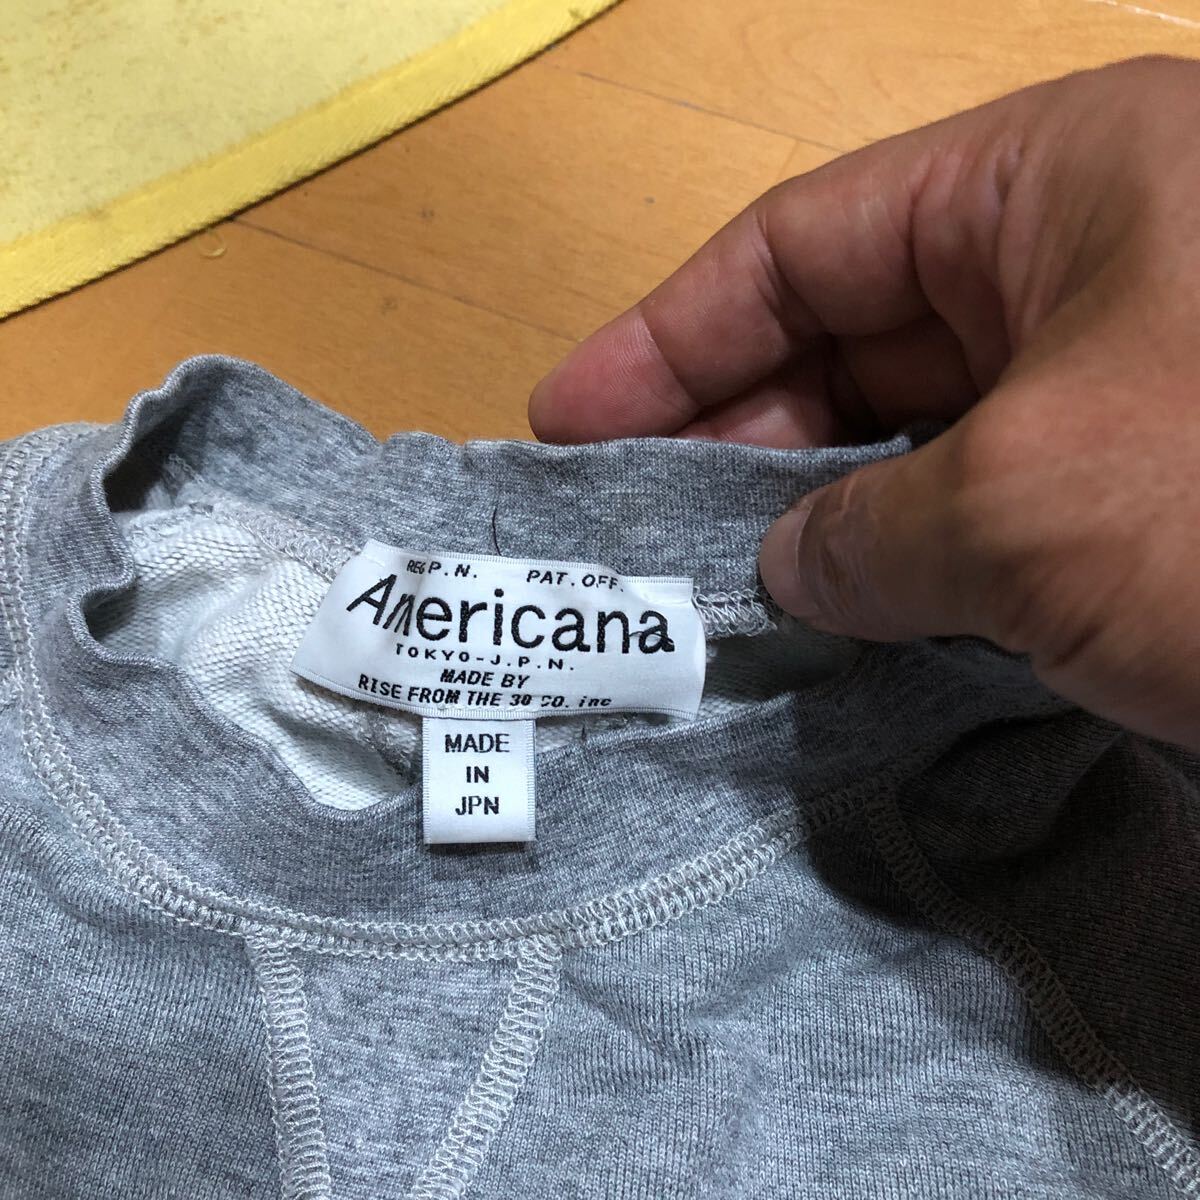 REG P.N. PAT. OFF.
Americana
TOKYO-J.P.N.
MADE BY
RISE FROM THE 30 CO. inc
MADE
IN
JPN